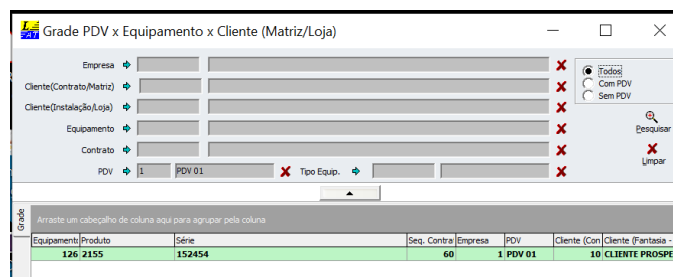 Grade PDV x Equipamento x Cliente (Matriz/Loja)
Empresa
Todos
Cliente(Contrato/Matriz)
Com PDV
Sem PDV
Cliente(Instalação/Loja)
Equipamento
Pesquisar
Contrato
Limpar
PDV 1 PDV 01 Tipo Equip.
Grade
Arraste um cabeçalho de coluna aqui para agrupar pela coluna
Equipamento Produto Série Seq. Contra Empresa PDV Cliente (Con Cliente (Fantasia -
126 2155 152454 60 1 PDV 01 10 CLIENTE PROSPE